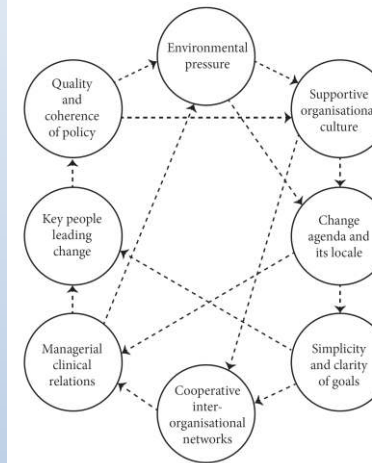 Environmental
pressure
Quality
and
coherence
of policy
Supportive
organisational
culture
Key people
leading
change
Change
agenda and
its locale
Managerial
clinical
relations
Simplicity
and clarity
of goals
Cooperative
inter-
organisational
networks